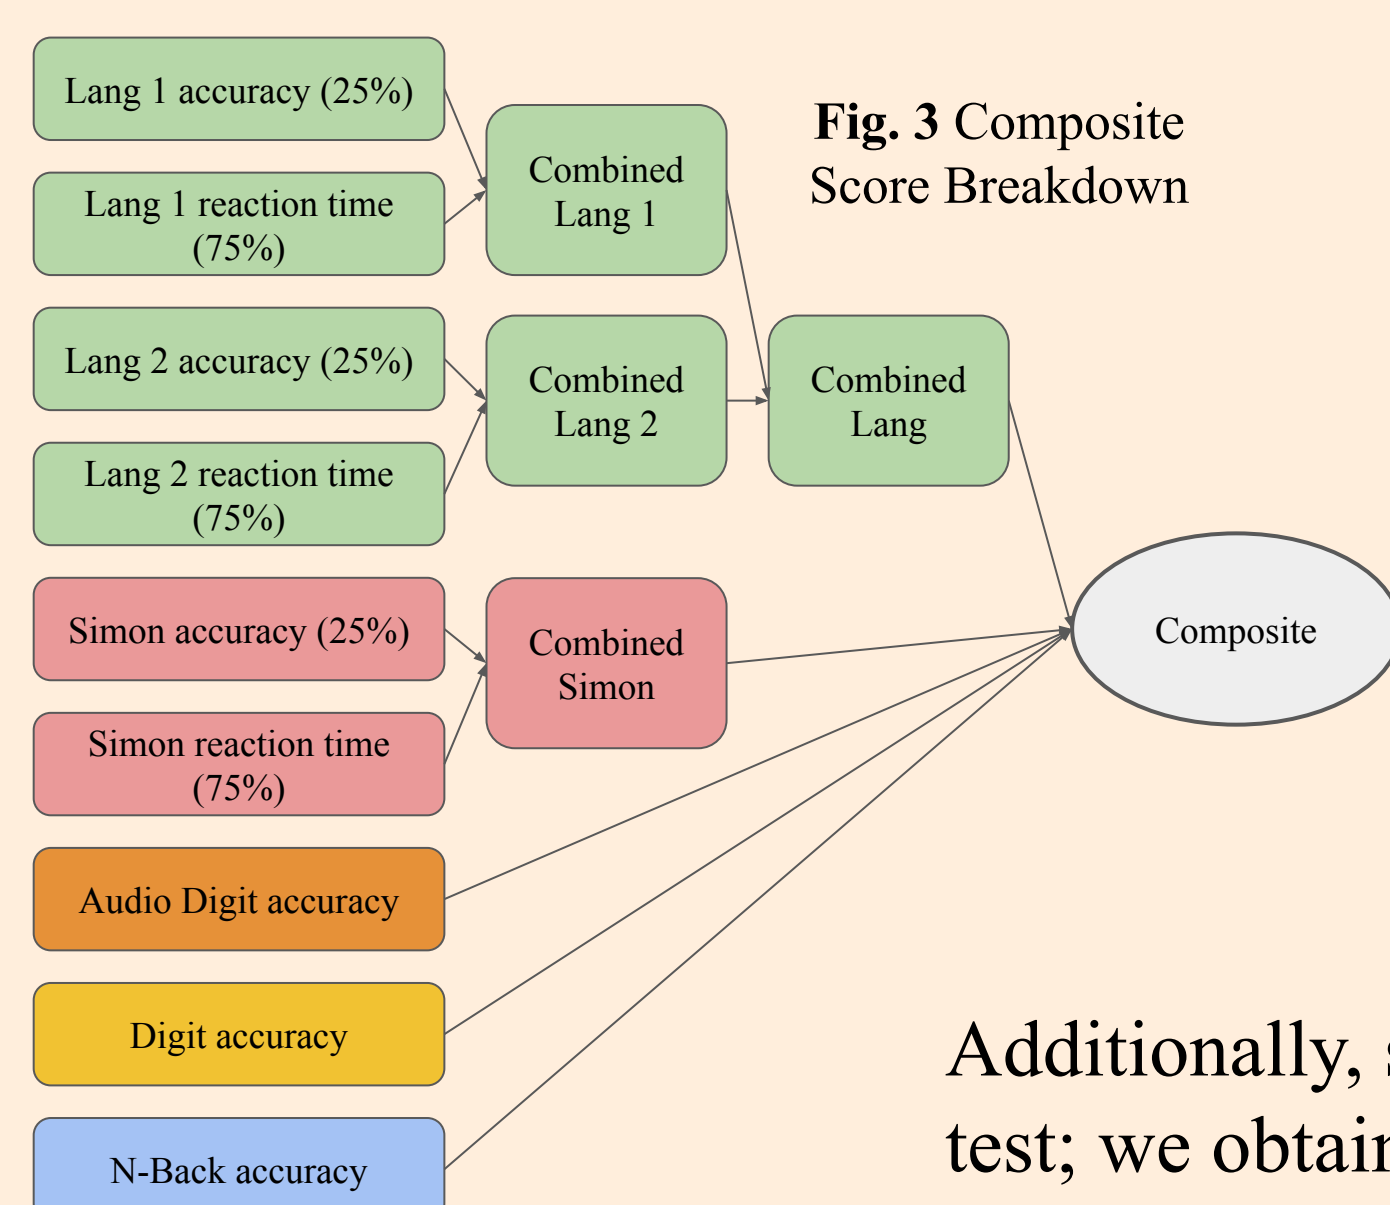 Lang 1 accuracy (25%)
Lang 1 reaction time
(75%)
Lang 2 accuracy (25%)
Lang 2 reaction time
(75%)
Simon accuracy (25%)
Simon reaction time
(75%)
Audio Digit accuracy
Digit accuracy
N-Back accuracy
Combined
Lang 1
Combined
Lang 2
Combined
Simon
Combined
Lang
Composite
Fig. 3 Composite
Score Breakdown
Additionally,
test; we obtain